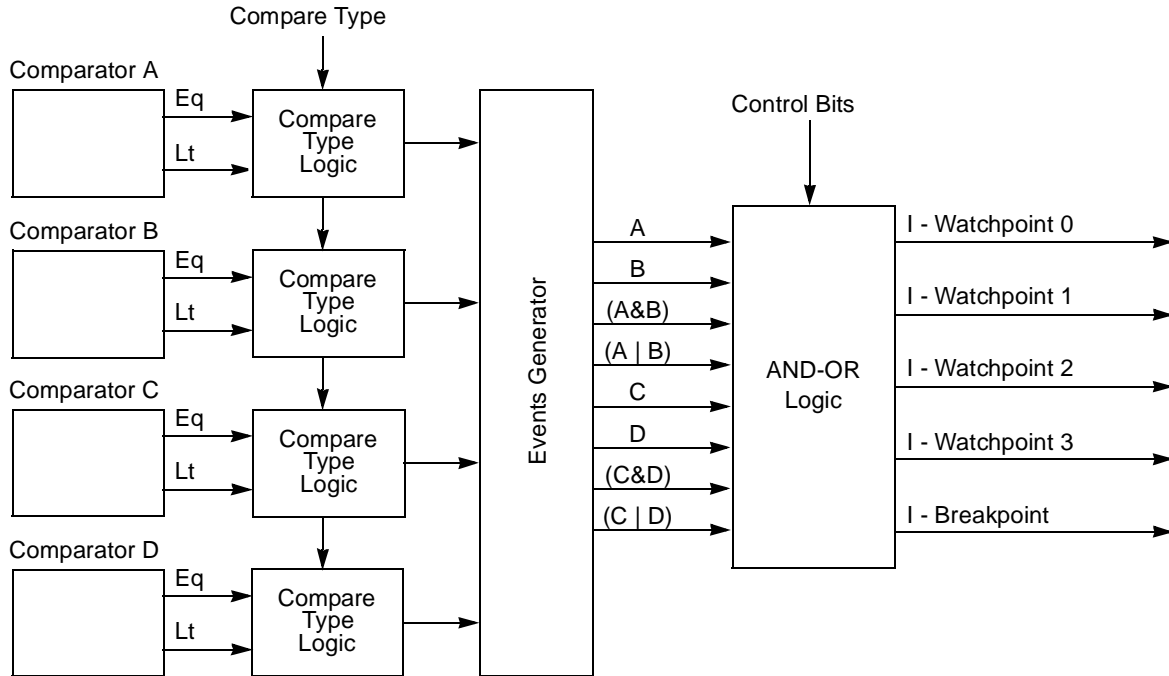 Compare Type
Comparator A
Eq
Lt
Compare
Type
Logic
Comparator B
Eq
Lt
Compare
Type
Logic
Comparator C
Eq
Lt
Compare
Type
Logic
Comparator D
Eq
Lt
Compare
Type
Logic
Events Generator
A
B
(A&B)
(A | B)
C
D
(C&D)
(C | D)
Control Bits
AND-OR
Logic
I - Watchpoint 0
I - Watchpoint 1
I - Watchpoint 2
I - Watchpoint 3
I - Breakpoint